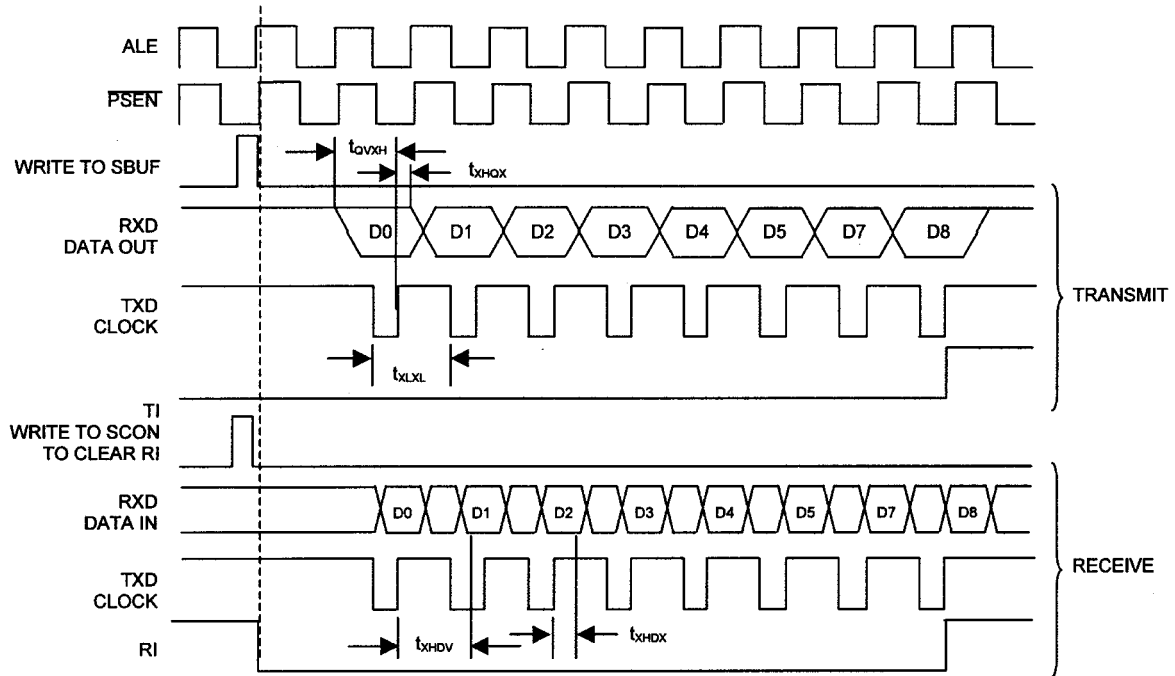 ALE
PSEN
WRITE TO SBUF
tQVXH
tXHQX
RXD
DATA OUT
D0 D1 D2 D3 D4 D5 D7 D8
TXD
CLOCK
TRANSMIT
tXLXL
TI
WRITE TO SCON
TO CLEAR RI
RXD
DATA IN
D0 D1 D2 D3 D4 D5 D7 D8
TXD
CLOCK
RECEIVE
tXHDV
tXHDX
RI